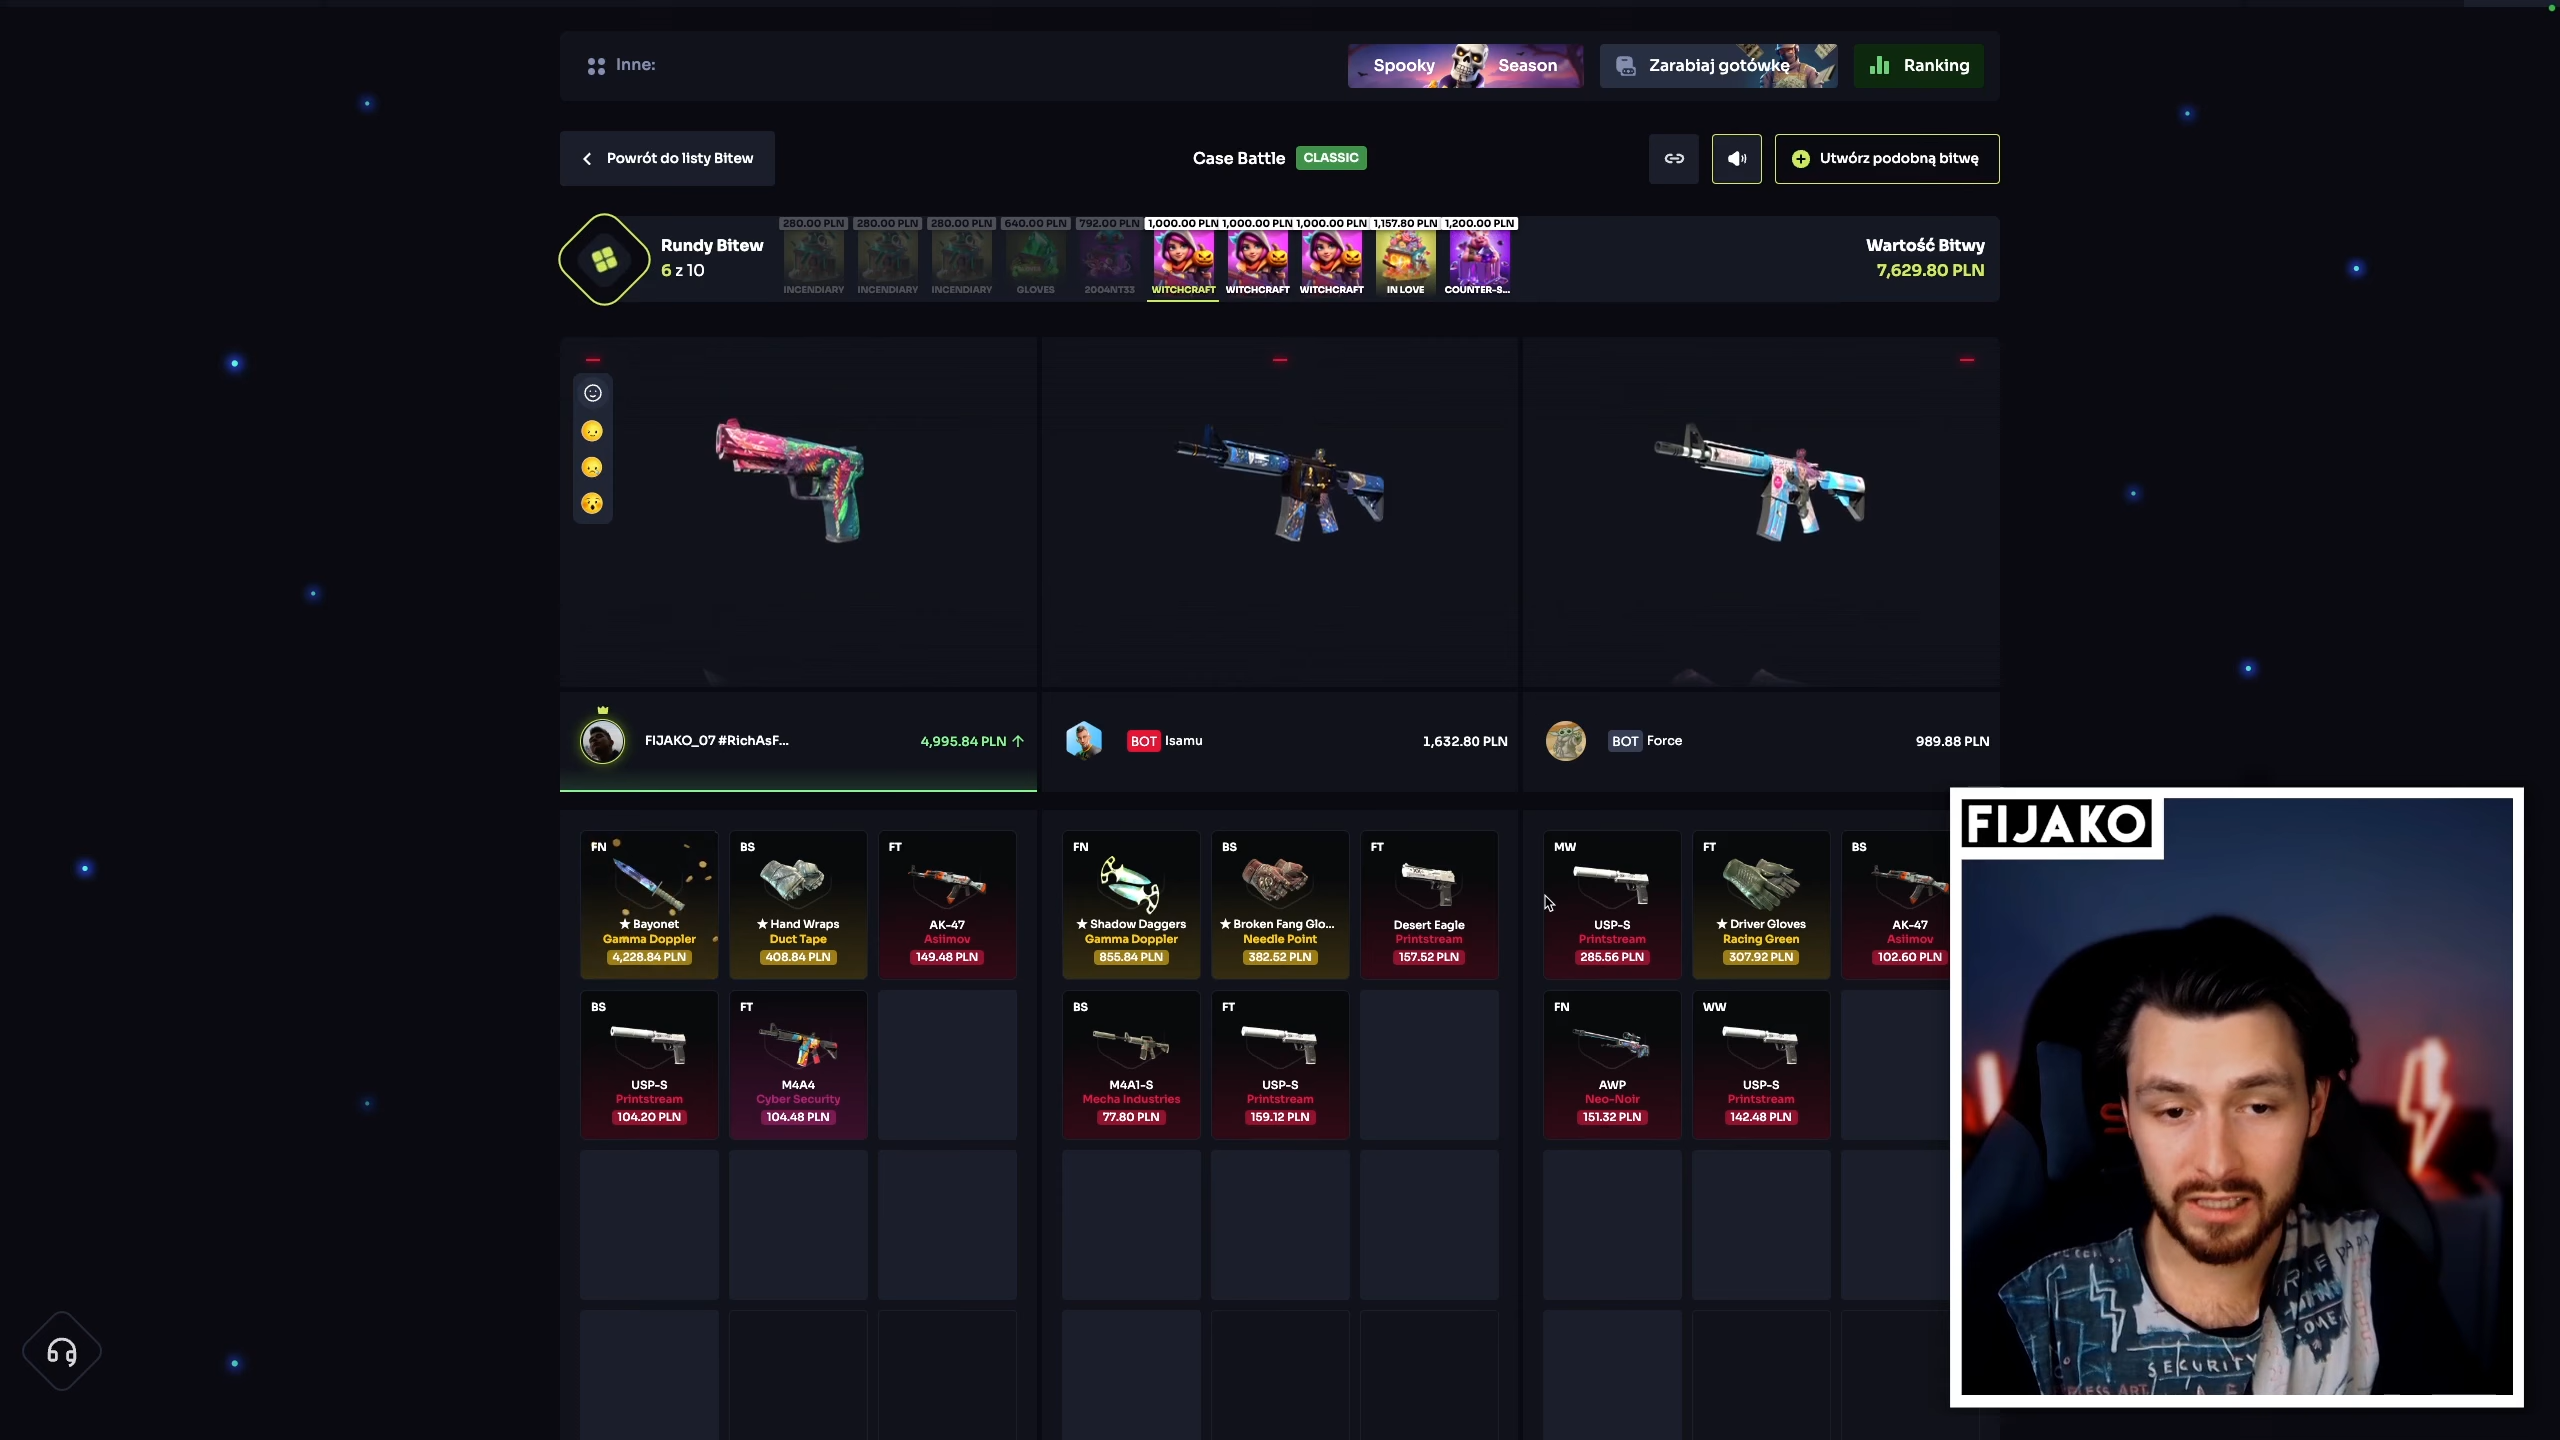 Inne:
Spooky Season
Zarabiaj gotówkę
Ranking
Powrót do listy Bitew
Case Battle CLASSIC
Utwórz podobną bitwę
Rundy Bitew
6 z 10
280.00 PLN 280.00 PLN 280.00 PLN 640.00 PLN 792.00 PLN 1,000.00 PLN 1,000.00 PLN 1,000.00 PLN 1,157.80 PLN 1,200.00 PLN
INCENDIARY INCENDIARY INCENDIARY GLOVES 2004NT33 WITCHCRAFT WITCHCRAFT WITCHCRAFT IN LOVE COUNTER-S...
Wartość Bitwy
7,629.80 PLN
FIJAKO_07 #RichAsF... 4,995.84 PLN
BOT Isamu 1,632.80 PLN
BOT Force 989.88 PLN
FN
★ Bayonet
Gamma Doppler
4,228.84 PLN
BS
★ Hand Wraps
Duct Tape
408.84 PLN
FT
AK-47
Asiimov
149.48 PLN
BS
USP-S
Printstream
104.20 PLN
FT
M4A4
Cyber Security
104.48 PLN
FN
★ Shadow Daggers
Gamma Doppler
855.84 PLN
BS
★ Broken Fang Glo...
Needle Point
382.52 PLN
FT
Desert Eagle
Printstream
157.52 PLN
BS
M4A1-S
Mecha Industries
77.80 PLN
FT
USP-S
Printstream
159.12 PLN
MW
USP-S
Printstream
285.56 PLN
FT
★ Driver Gloves
Racing Green
307.92 PLN
BS
AK-47
Asiimov
102.60 PLN
FN
AWP
Neo-Noir
151.32 PLN
WW
USP-S
Printstream
142.48 PLN
FIJAKO
SECURITY